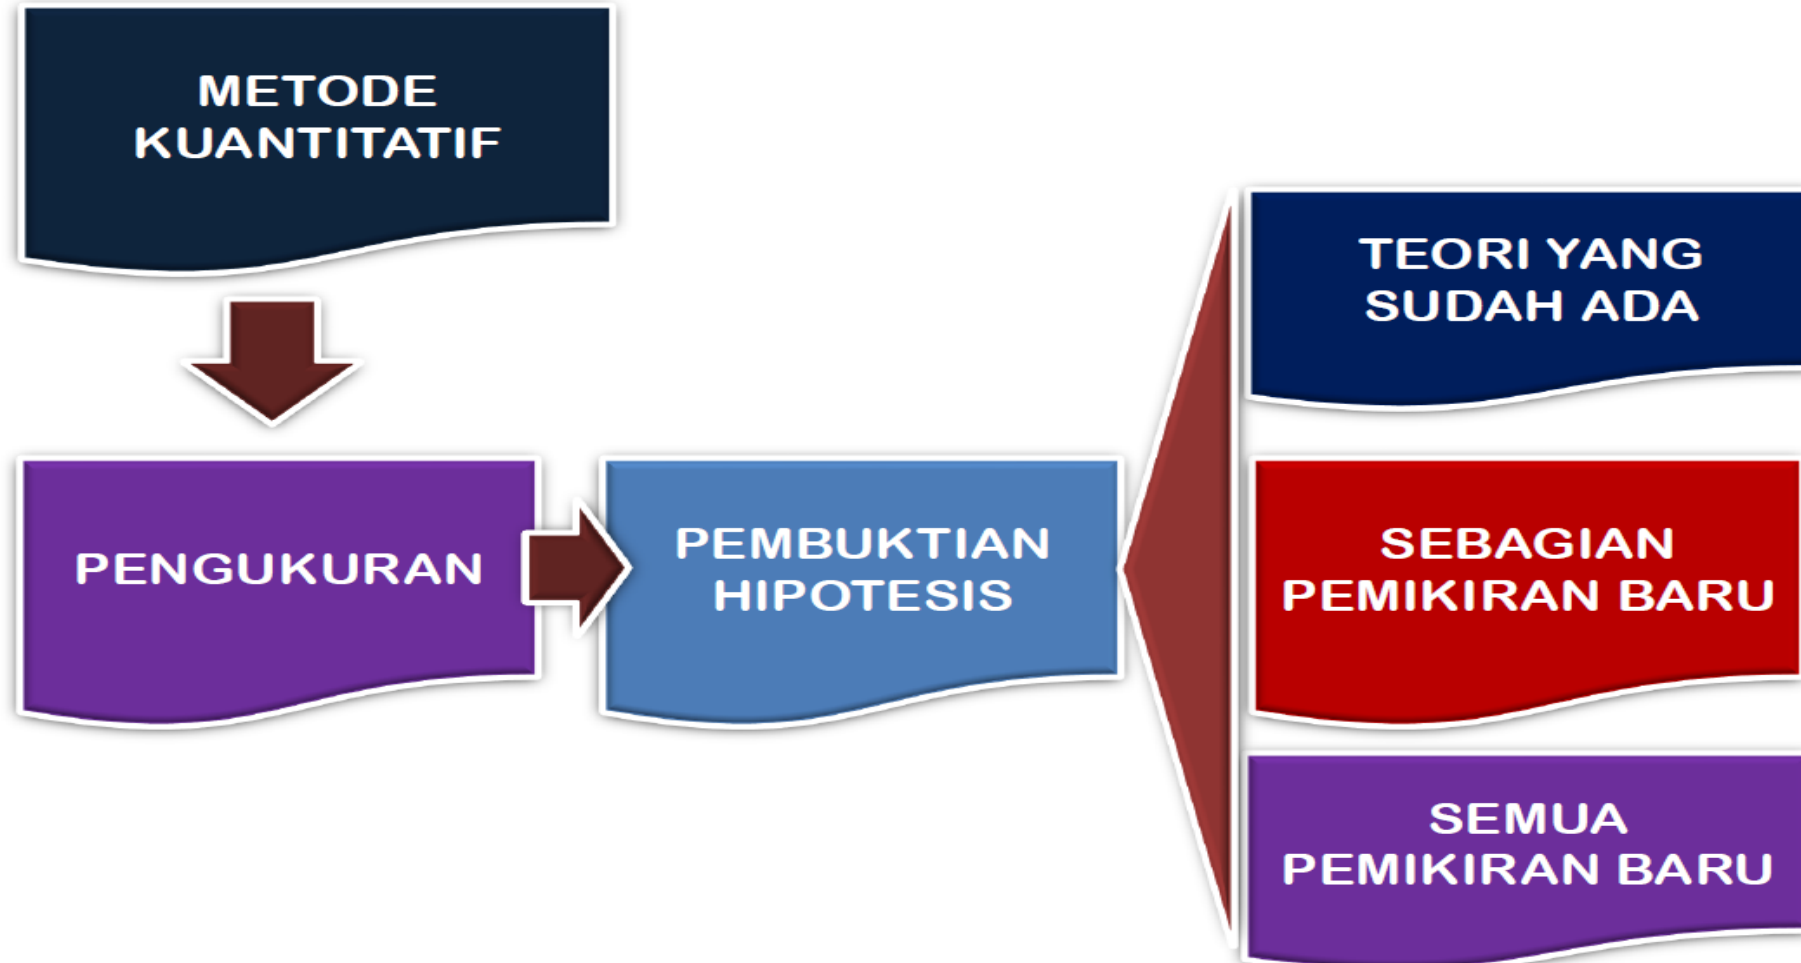 METODE
KUANTITATIF
PENGUKURAN
PEMBUKTIAN
HIPOTESIS
TEORI YANG
SUDAH ADA
SEBAGIAN
PEMIKIRAN BARU
SEMUA
PEMIKIRAN BARU